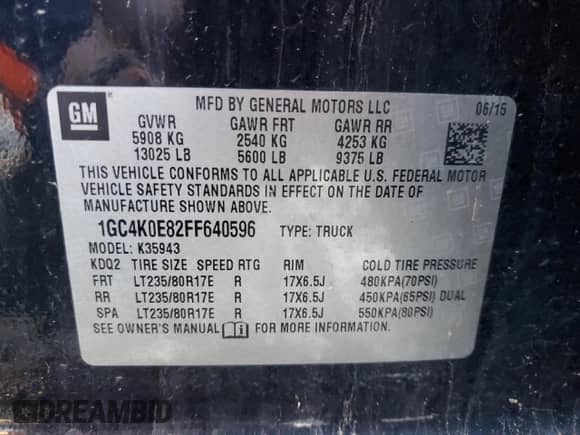 GM
MFD BY GENERAL MOTORS LLC 06/15
GVWR GAWR FRT GAWR RR
5908 KG 2540 KG 4253 KG
13025 LB 5600 LB 9375 LB
THIS VEHICLE CONFORMS TO ALL APPLICABLE U.S. FEDERAL MOTOR
VEHICLE SAFETY STANDARDS IN EFFECT ON THE DATE OF
MANUFACTURE SHOWN ABOVE.
1GC4K0E82FF640596 TYPE: TRUCK
MODEL: K35943
KDQ2 TIRE SIZE SPEED RTG RIM COLD TIRE PRESSURE
FRT LT235/80R17E R 17X6.5J 480KPA(70PSI)
RR LT235/80R17E R 17X6.5J 450KPA(65PSI) DUAL
SPA LT235/80R17E R 17X6.5J 550KPA(80PSI)
SEE OWNER'S MANUAL FOR MORE INFORMATION.
DREAMBID